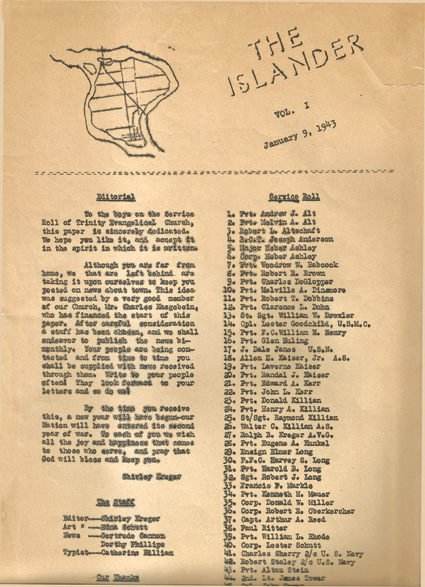 THE
ISLANDER
VOL. I
January 9, 1943
Editorial
To the boys on the Service
Roll of Trinity Evangelical Church,
this paper is sincerely dedicated.
We hope you like it, and accept it
in the spirit in which it is written.
Although you are far from
home, we that are left behind are
taking it upon ourselves to keep you
posted on news about town. This idea
was suggested by a very good member
of our Church, Mr. Charles
who has financed the start of this
paper. After careful consideration
a staff has been chosen, and we shall
endeavor to publish the news bi-
monthly. Your people are being con-
tacted and from time to time you
shall be supplied with news received
through them. Write to your people
often! They look forward to your
letters and so do we!
By the time you receive
this, a new year will have begun-our
Nation will have entered its second
year of war. To each of you we wish
all the joy and happiness that comes
to those who serve, and pray that
God will bless and keep you.
Shirley Kreger
The Staff
Editor---Shirley Kreger
Art " ---Edna Schutt
News ---Gertrude Cannon
Dorthy Phillips
Typist---Catherine Killian
Our Thanks
Service Roll
1. Pvt. Andrew J. Alt
2. Pvt. Melvin A. Alt
3. Robert L. Altschaft
4. Joseph Anderson
5. Major Heber Ashley
6. Corp. Heber Ashley
7. Pvt. Woodrow W. Babcock
8. Pvt. Robert R. Brown
9. Pvt. Charles DeGlopper
10. Pvt. Melville A. Dinsmore
11. Pvt. Robert T. Dobbins
12. Pvt. Clarence L. Dohn
13. St. Sgt. William W. Drexler
14. Cpl. Lester Goodchild, U.S.M.C.
15. Pvt. F.C.William E. Henry
16. Pvt. Glen Huling
17. J. Dale James U.S.N.
18. Allen E. Kaiser, Jr. A.S.
19. Pvt. Laverne Kaiser
20. Pvt. Randal J. Kaiser
21. Pvt. Edward A. Kerr
22. Pvt. John L. Kerr
23. Pvt. Donald Killian
24. Pvt. Henry A. Killian
25. St/Sgt. Raymond Killian
26. Walter C. Killian A.S.
27. Ralph B. Kreger
28. Pvt. Eugene A. Kunkel
29. Ensign Elmer Long
30. P.F.C. Harvey S. Long
31. Pvt. Harold B. Long
32. Sgt. Robert J. Long
33. Francis P. Markle
34. Pvt. Kenneth H. Mauer
35. Corp. Donald W. Miller
36. Corp. Robert E. Oberkercher
37. Capt. Arthur A. Reed
38. Paul Ritter
39. Pvt. William L. Rhode
40. Corp. Lester Schutt
41. Charles Sherry 2/c U. S. Navy
42. Robert Staley 2/c U.S. Navy
43. Pvt. Alton Stein
44. 2nd. Lt. James Tower